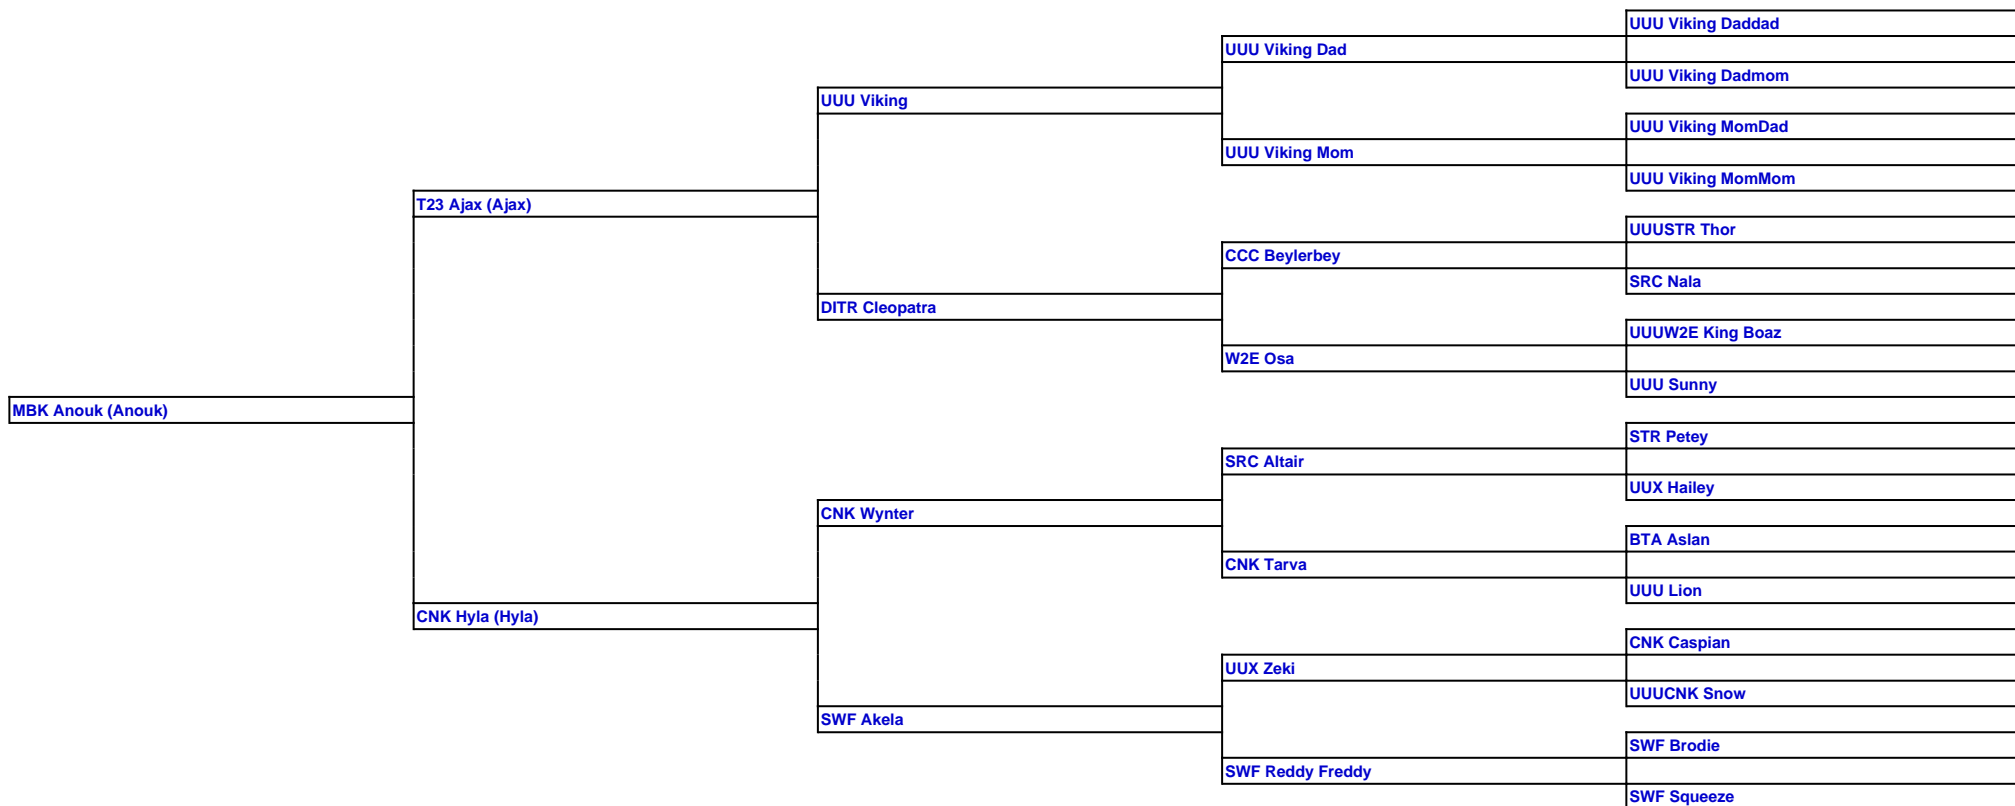 UUU Viking Daddad
UUU Viking Dad
UUU Viking Dadmom
UUU Viking
UUU Viking MomDad
UUU Viking Mom
UUU Viking MomMom
T23 Ajax (Ajax)
UUUSTR Thor
CCC Beylerbey
SRC Nala
DITR Cleopatra
UUUW2E King Boaz
W2E Osa
UUU Sunny
MBK Anouk (Anouk)
STR Petey
SRC Altair
UUX Hailey
CNK Wynter
BTA Aslan
CNK Tarva
UUU Lion
CNK Hyla (Hyla)
CNK Caspian
UUX Zeki
UUUCNK Snow
SWF Akela
SWF Brodie
SWF Reddy Freddy
SWF Squeeze